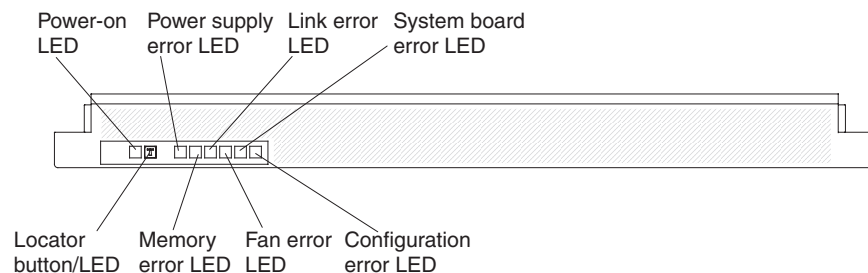 Power-on LED
Power supply error LED
Link error LED
System board error LED
Locator button/LED
Memory error LED
Fan error LED
Configuration error LED